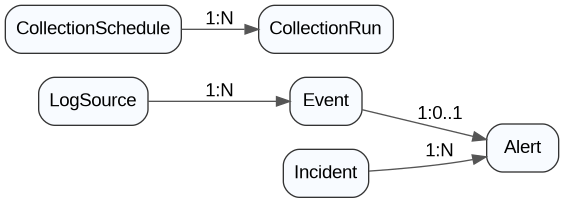 CollectionSchedule
1:N
CollectionRun
LogSource
1:N
Event
1:0..1
Alert
Incident
1:N